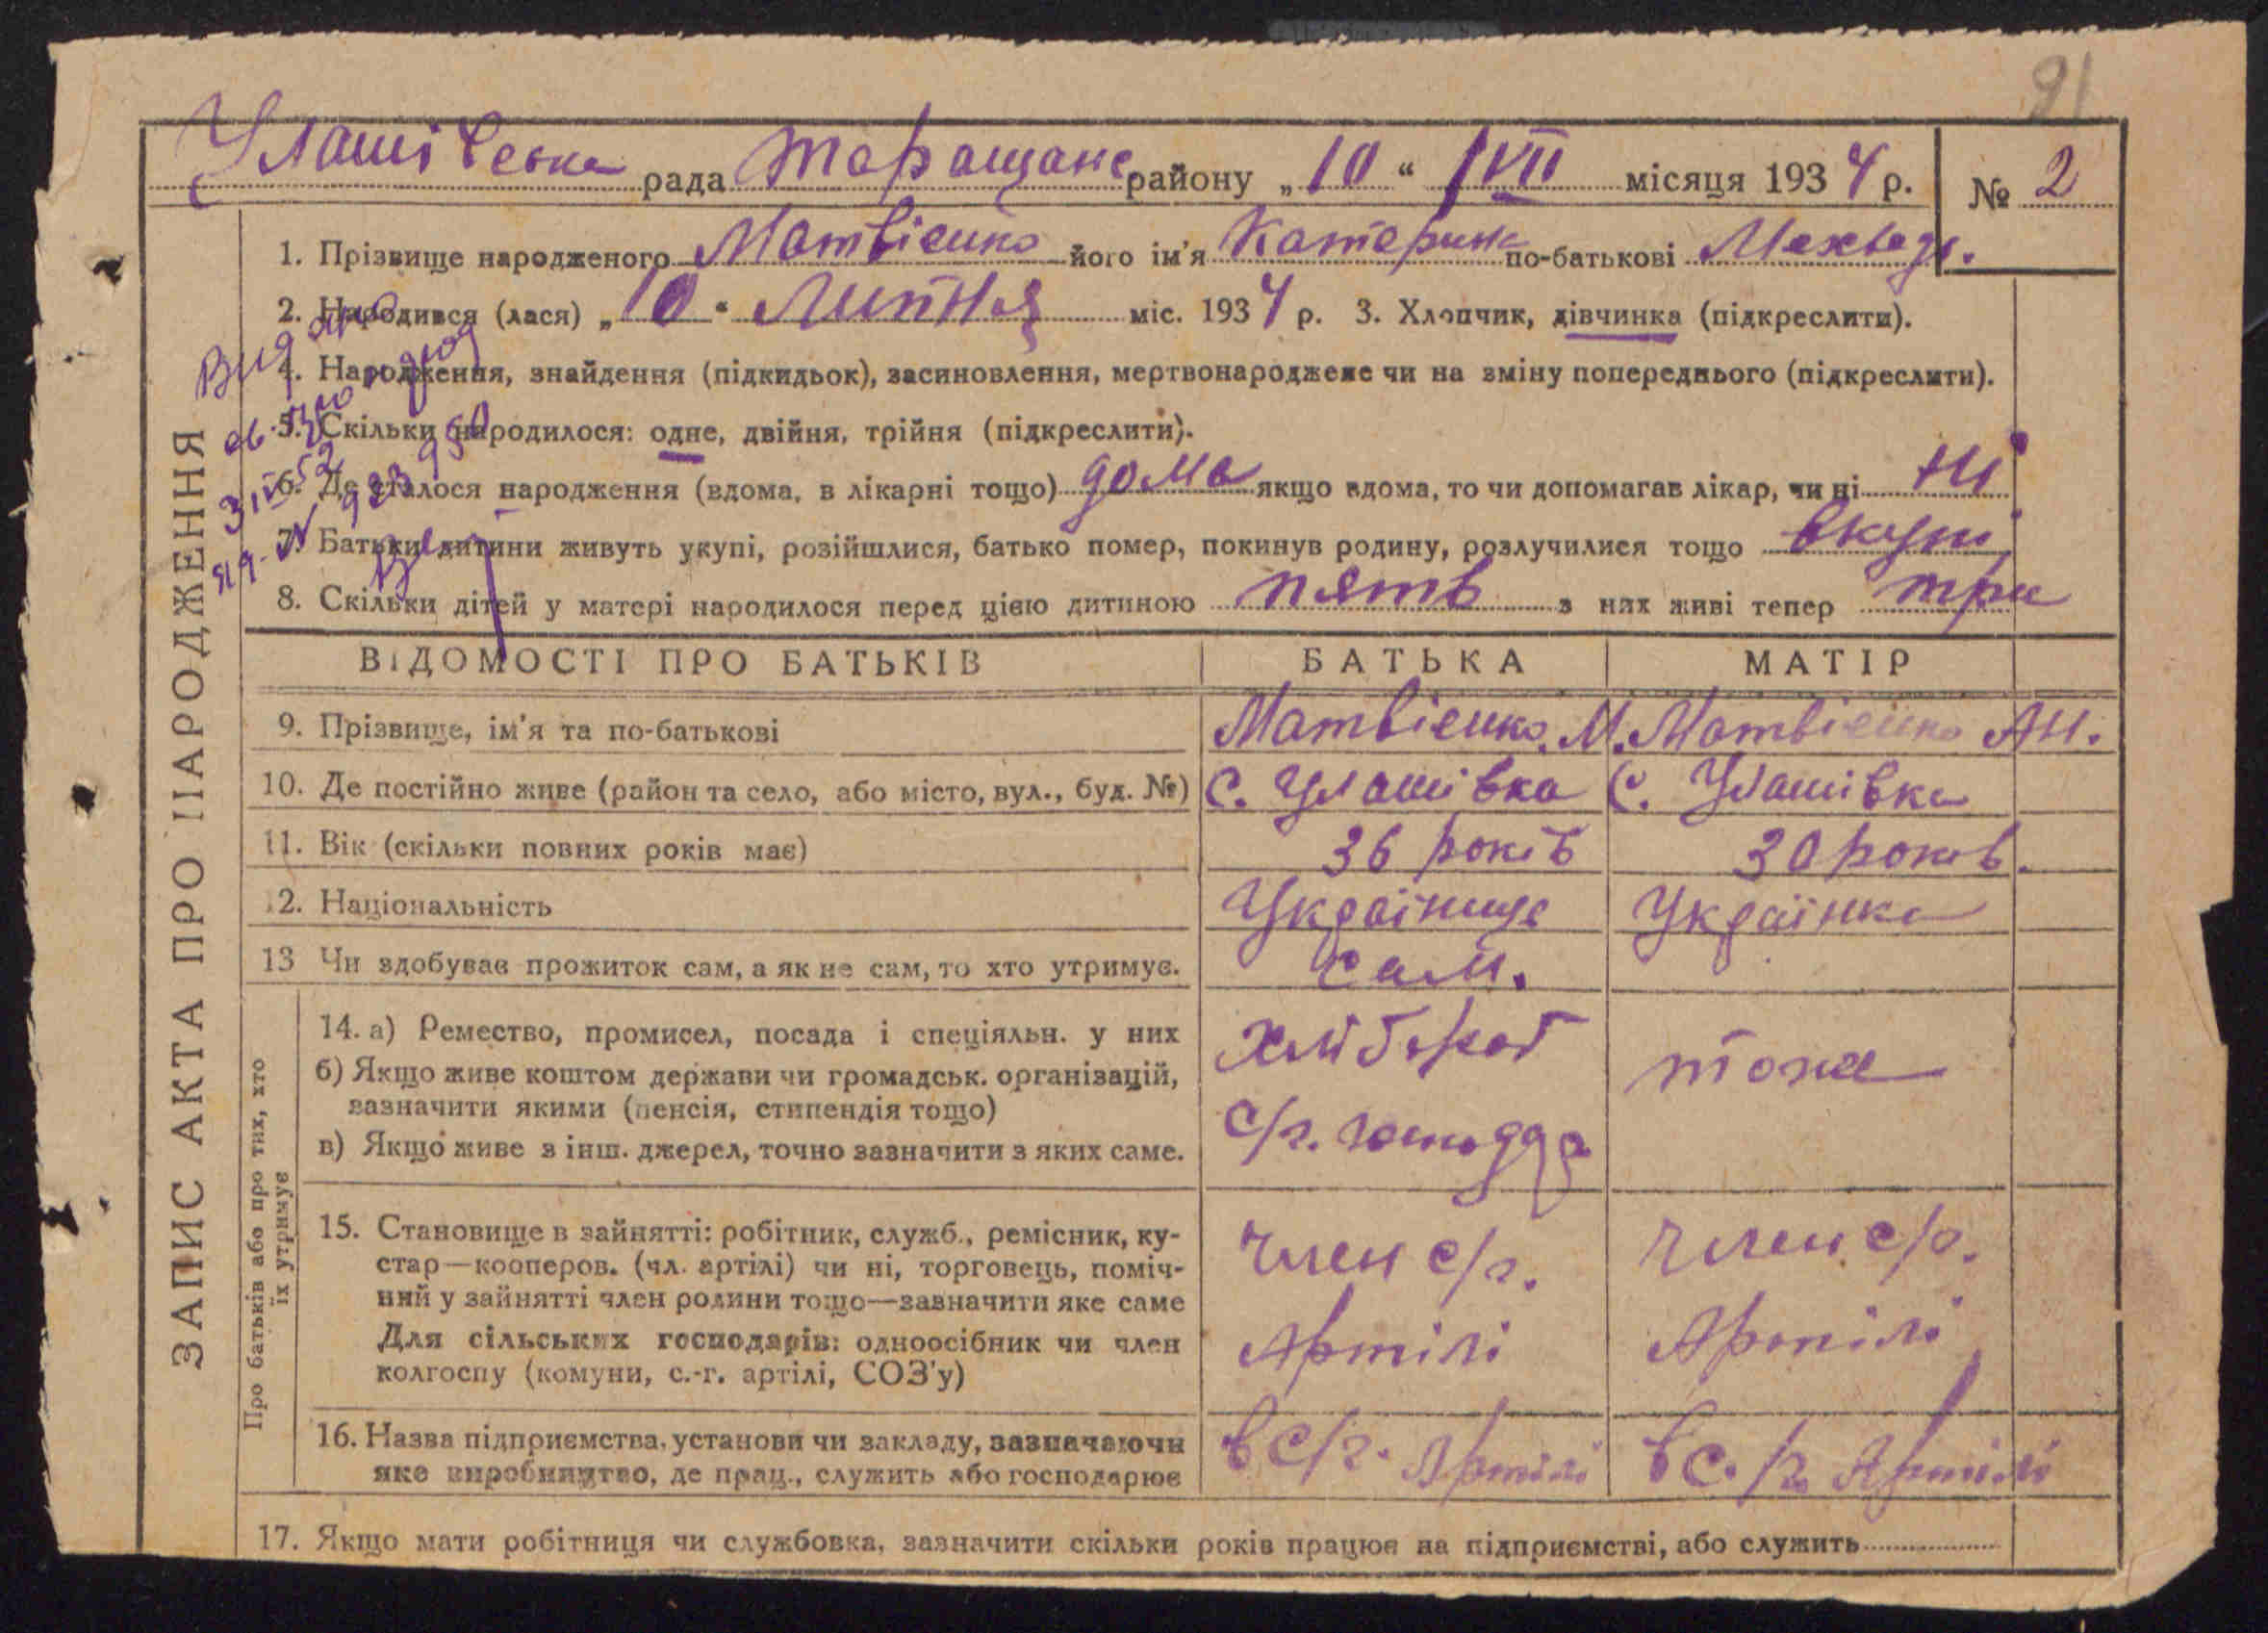 91
Улашівська рада Таращанс району „10“ VII місяця 1934 р. № 2
ЗАПИС АКТА ПРО НАРОДЖЕННЯ
1. Прізвище народженого Матвієнко його ім'я Катерина по-батькові
2. Народився (лася) „10“ Липня міс. 1934 р. 3. Хлопчик, дівчинка (підкреслити).
4. Народження, знайдення (підкидьок), засиновлення, мертвонароджене чи на зміну попереднього (підкреслити).
5. Скільки народилося: одне, двійня, трійня (підкреслити).
6. Де сталося народження (вдома, в лікарні тощо) дома якщо вдома, то чи допомагав лікар, чи ні ні
7. Батьки дитини живуть укупі, розійшлися, батько помер, покинув родину, розлучилися тощо вкупі
8. Скільки дітей у матері народилося перед цією дитиною пять з них живі тепер три
Видано
ВІДОМОСТІ ПРО БАТЬКІВ БАТЬКА МАТІР
9. Прізвище, ім'я та по-батькові Матвієнко. М. Матвієнко АН.
10. Де постійно живе (район та село, або місто, вул., буд. №) с. Улашівка С. Улашівка
11. Вік (скільки повних років має) 36 років 30 років.
12. Національність Українець Українка
13 Чи здобував прожиток сам, а як не сам, то хто утримує. сам.
Про батьків або про тих, хто
їх утримує
14. а) Ремество, промисел, посада і спеціяльн. у них Хлібороб тоже
б) Якщо живе коштом держави чи громадськ. організацій,
зазначити якими (пенсія, стипендія тощо) С/г.
в) Якщо живе з інш. джерел, точно зазначити з яких саме.
15. Становище в зайнятті: робітник, служб., ремісник, ку-
стар—кооперов. (чл. артілі) чи ні, торговець, поміч- член с/г. член с/г.
ний у зайнятті член родини тощо—зазначити яке саме
Для сільських господарів: одноосібник чи член Артілі Артілі
колгоспу (комуни, с.-г. артілі, СОЗ'у)
16. Назва підприємства, установи чи закладу, зазначаючи
яке виробництво, де прац., служить або господарює в с/г. Артілі в с./г. Артілі
17. Якщо мати робітниця чи службовка, зазначити скільки років працює на підприємстві, або служить